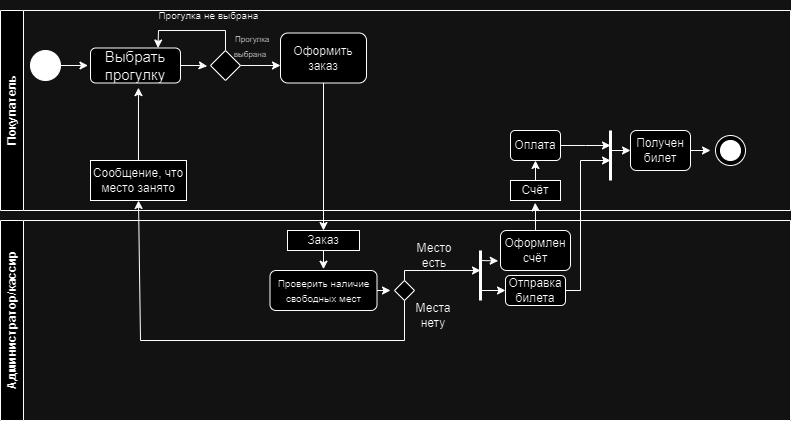 Покупатель
Прогулка не выбрана
Выбрать
прогулку
Прогулка
выбрана
Оформить
заказ
Сообщение, что
место занято
Оплата
Счёт
Получен
билет
Администратор/кассир
Заказ
Проверить наличие
свободных мест
Место
есть
Места
нету
Оформлен
счёт
Отправка
билета